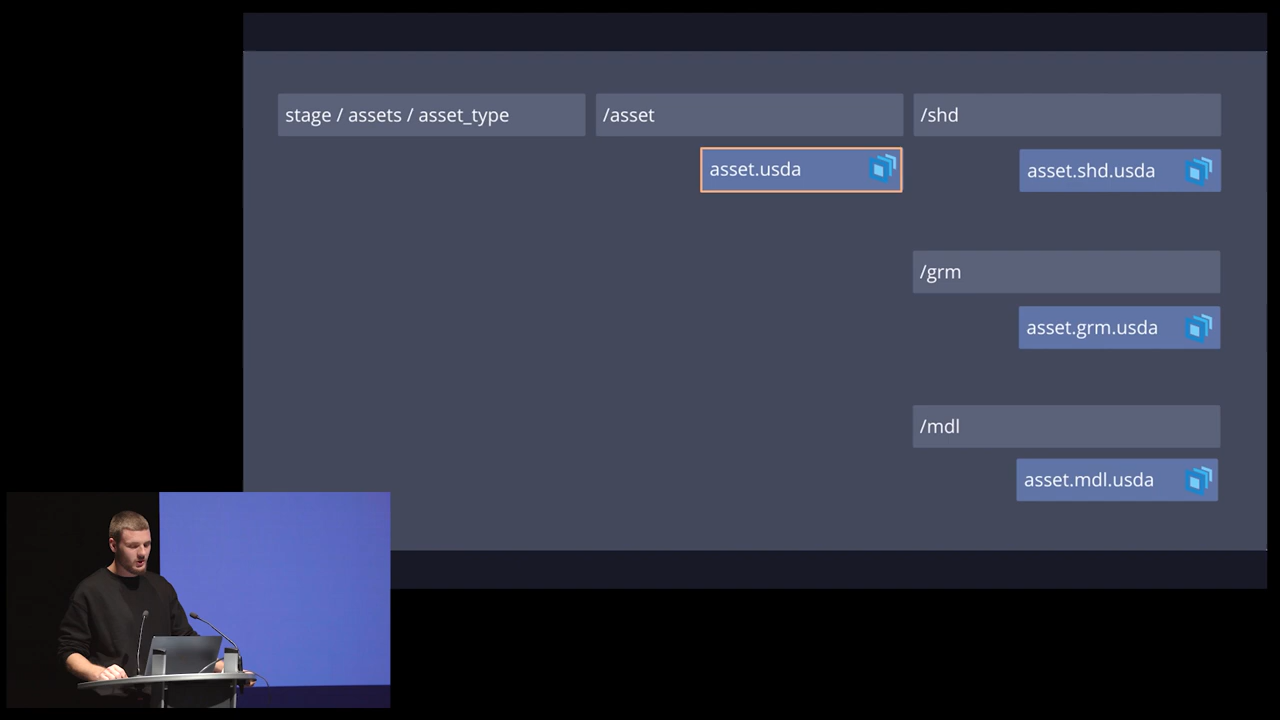 stage / assets / asset_type
/asset
/shd
asset.usda
asset.shd.usda
/grm
asset.grm.usda
/mdl
asset.mdl.usda